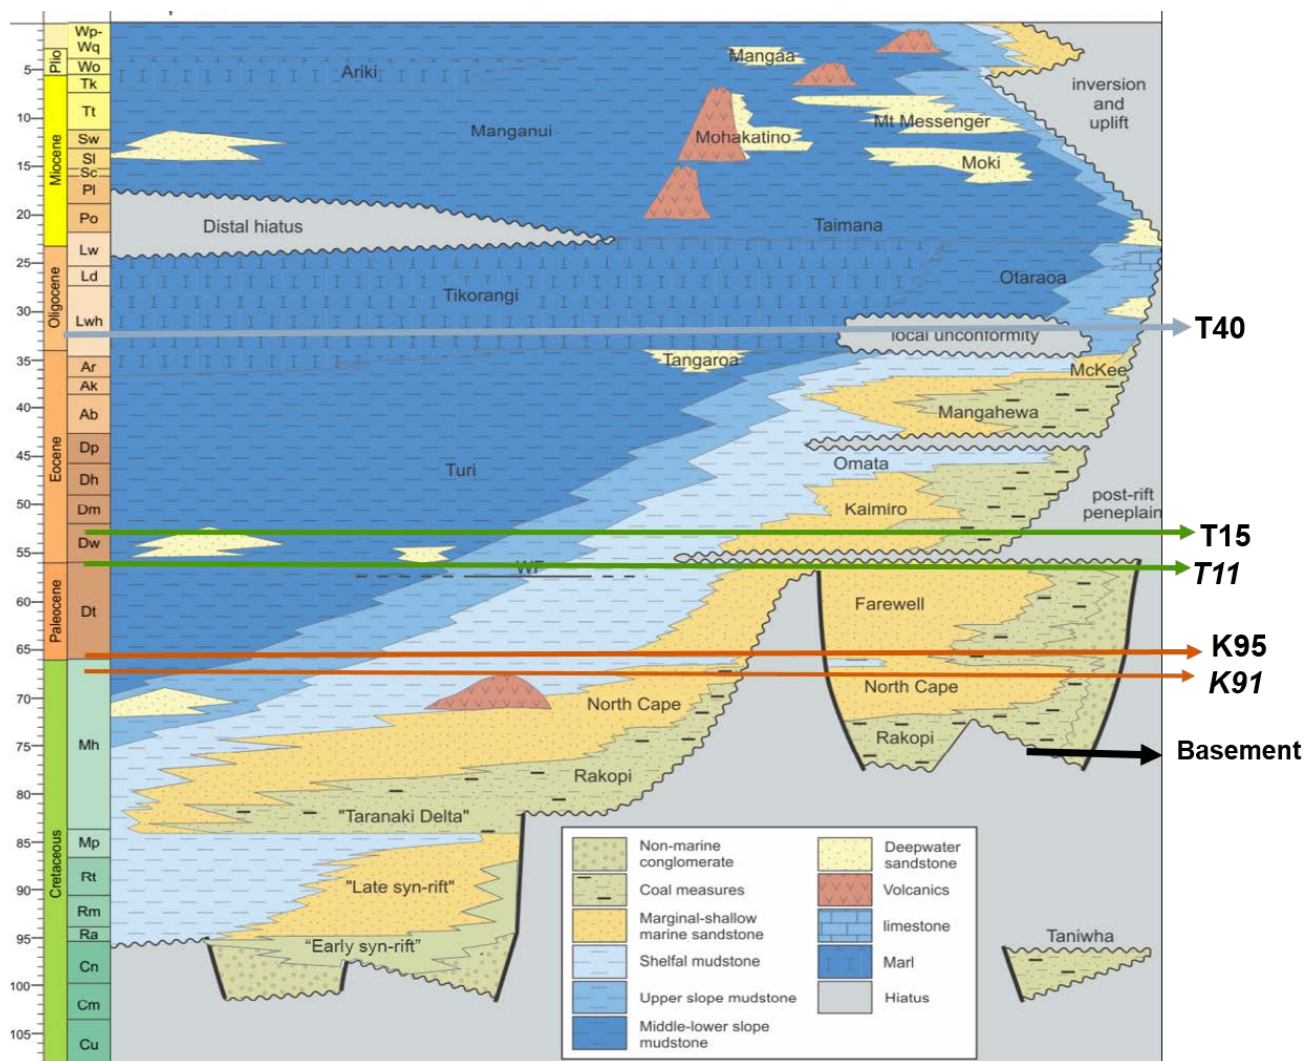 Wp-
Wq
Wo
Tk
Tt
Sw
Sl
Sc
Pl
Po
Lw
Ld
Lwh
Ar
Ak
Ab
Dp
Dh
Dm
Dw
Dt
Mh
Mp
Rt
Rm
Ra
Cn
Cm
Cu
Plio
Miocene
Oligocene
Eocene
Paleocene
Cretaceous
5
10
15
20
25
30
35
40
45
50
55
60
65
70
75
80
85
90
95
100
105
Ariki
Mangaa
Manganui
Mohakatino
Mt Messenger
Moki
inversion
and
uplift
Distal hiatus
Taimana
Otaraoa
Tikorangi
local unconformity
T40
Tangaroa
McKee
Mangahewa
Omata
Turi
Kaimiro
post-rift
peneplain
T15
T11
WF
Farewell
K95
K91
North Cape
North Cape
Rakopi
Rakopi
Basement
"Taranaki Delta"
"Late syn-rift"
"Early syn-rift"
Taniwha
Non-marine
conglomerate
Coal measures
Marginal-shallow
marine sandstone
Shelfal mudstone
Upper slope mudstone
Middle-lower slope
mudstone
Deepwater
sandstone
Volcanics
limestone
Marl
Hiatus